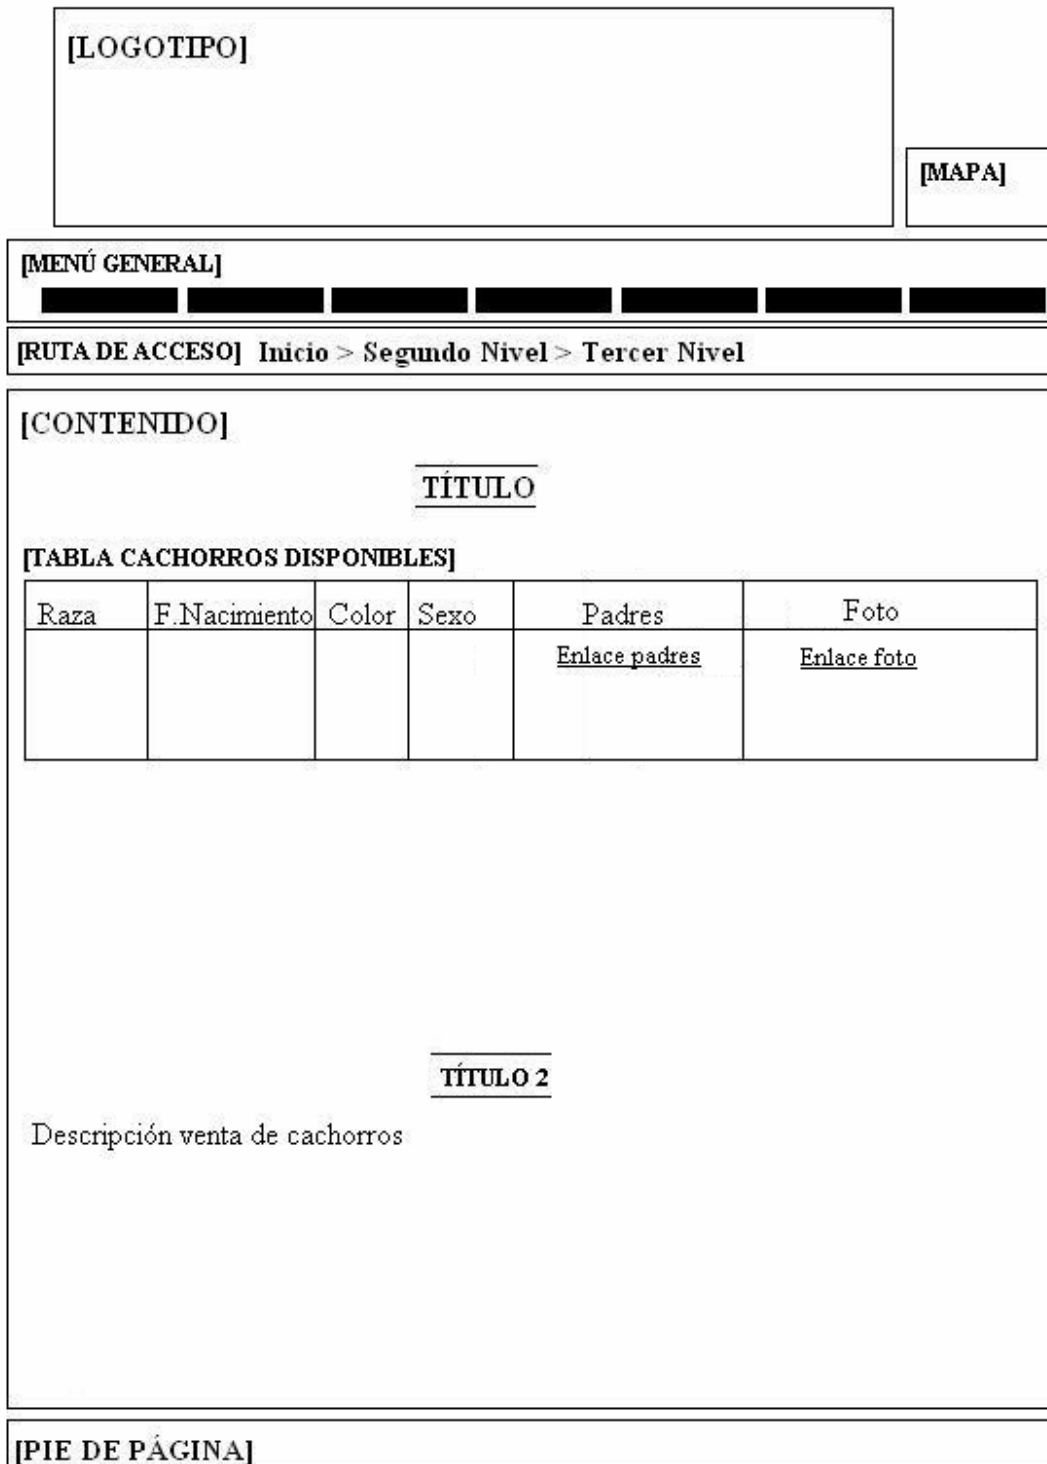 [LOGOTIPO]
[MAPA]
[MENÚ GENERAL]
[RUTA DE ACCESO] Inicio > Segundo Nivel > Tercer Nivel
[CONTENIDO]
TÍTULO
[TABLA CACHORROS DISPONIBLES]
Raza F.Nacimiento Color Sexo Padres Foto
Enlace padres Enlace foto
TÍTULO 2
Descripción venta de cachorros
[PIE DE PÁGINA]